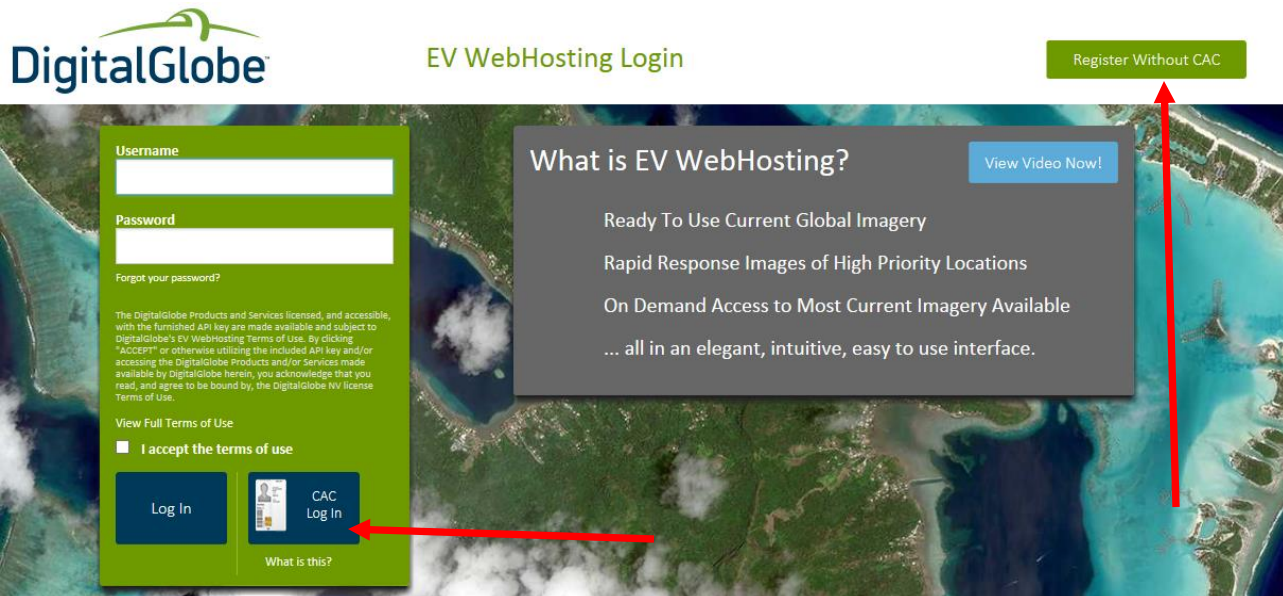 DigitalGlobe
EV WebHosting Login
Register Without CAC
Username
Password
Forgot your password?
The DigitalGlobe Products and Services licensed, and accessible,
with the furnished API key are made available and subject to
DigitalGlobe's EV WebHosting Terms of Use. By clicking
"ACCEPT" or otherwise utilizing the included API key and/or
accessing the DigitalGlobe Products and/or Services made
available by DigitalGlobe herein, you acknowledge that you
read, and agree to be bound by, the DigitalGlobe NV license
Terms of Use.
View Full Terms of Use
I accept the terms of use
Log In
CAC
Log In
What is this?
What is EV WebHosting?
View Video Now!
Ready To Use Current Global Imagery
Rapid Response Images of High Priority Locations
On Demand Access to Most Current Imagery Available
... all in an elegant, intuitive, easy to use interface.